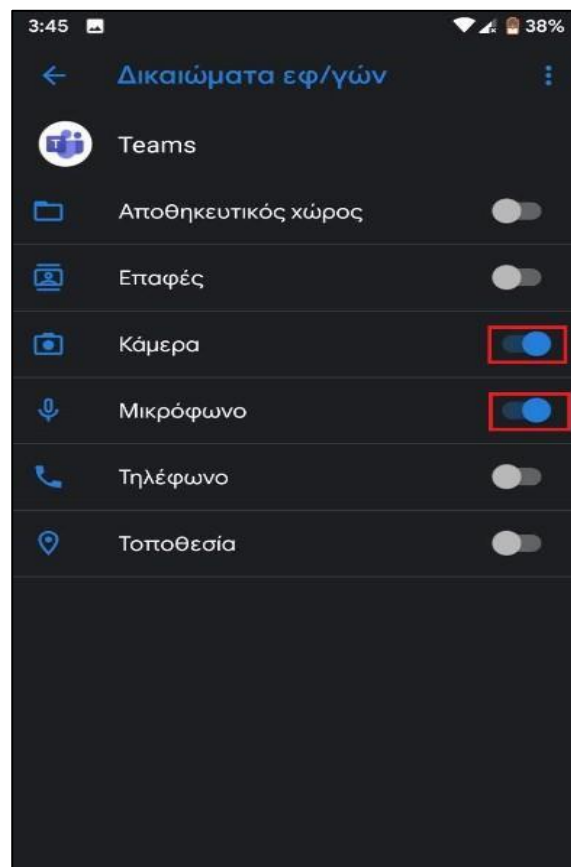 3:45 38%
Δικαιώματα εφ/γών
Teams
Αποθηκευτικός χώρος
Επαφές
Κάμερα
Μικρόφωνο
Τηλέφωνο
Τοποθεσία